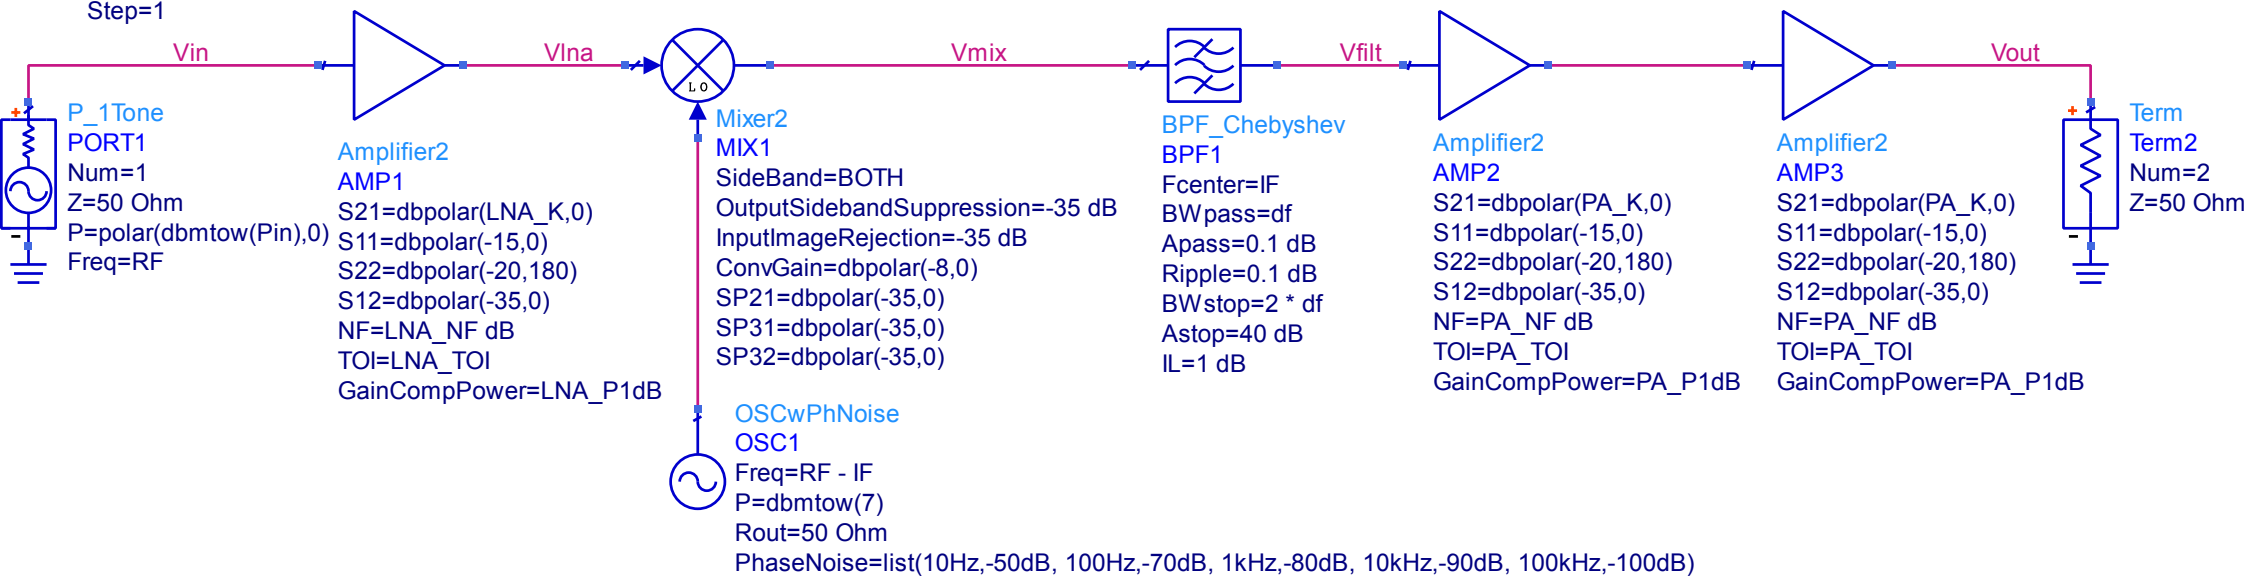 Step=1
Vin
Vlna
Vmix
Vfilt
Vout
+
-
P_1Tone
PORT1
Num=1
Z=50 Ohm
P=polar(dbmtow(Pin),0)
Freq=RF
Amplifier2
AMP1
S21=dbpolar(LNA_K,0)
S11=dbpolar(-15,0)
S22=dbpolar(-20,180)
S12=dbpolar(-35,0)
NF=LNA_NF dB
TOI=LNA_TOI
GainCompPower=LNA_P1dB
LO
Mixer2
MIX1
SideBand=BOTH
OutputSidebandSuppression=-35 dB
InputImageRejection=-35 dB
ConvGain=dbpolar(-8,0)
SP21=dbpolar(-35,0)
SP31=dbpolar(-35,0)
SP32=dbpolar(-35,0)
OSCwPhNoise
OSC1
Freq=RF - IF
P=dbmtow(7)
Rout=50 Ohm
PhaseNoise=list(10Hz,-50dB, 100Hz,-70dB, 1kHz,-80dB, 10kHz,-90dB, 100kHz,-100dB)
BPF_Chebyshev
BPF1
Fcenter=IF
BWpass=df
Apass=0.1 dB
Ripple=0.1 dB
BWstop=2 * df
Astop=40 dB
IL=1 dB
Amplifier2
AMP2
S21=dbpolar(PA_K,0)
S11=dbpolar(-15,0)
S22=dbpolar(-20,180)
S12=dbpolar(-35,0)
NF=PA_NF dB
TOI=PA_TOI
GainCompPower=PA_P1dB
Amplifier2
AMP3
S21=dbpolar(PA_K,0)
S11=dbpolar(-15,0)
S22=dbpolar(-20,180)
S12=dbpolar(-35,0)
NF=PA_NF dB
TOI=PA_TOI
GainCompPower=PA_P1dB
+
-
Term
Term2
Num=2
Z=50 Ohm